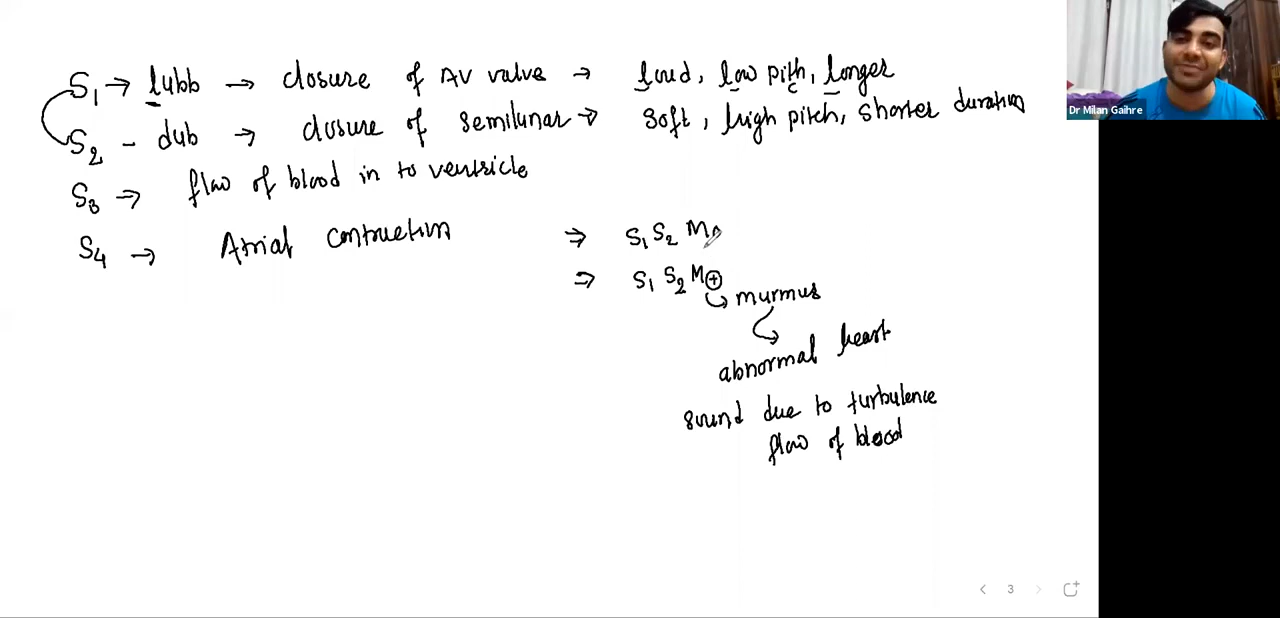 S1 → lubb → closure of AV valve → loud, low pitch, longer
S2 - dub → closure of semilunar → soft, high pitch, shorter duration
S3 → flow of blood in to ventricle
S4 → Atrial contraction ⇒ S1 S2 M
⇒ S1 S2 M⊕
↳ murmus
abnormal heart
sound due to turbulence
flow of blood
Dr Milan Gaihre
< 3 >